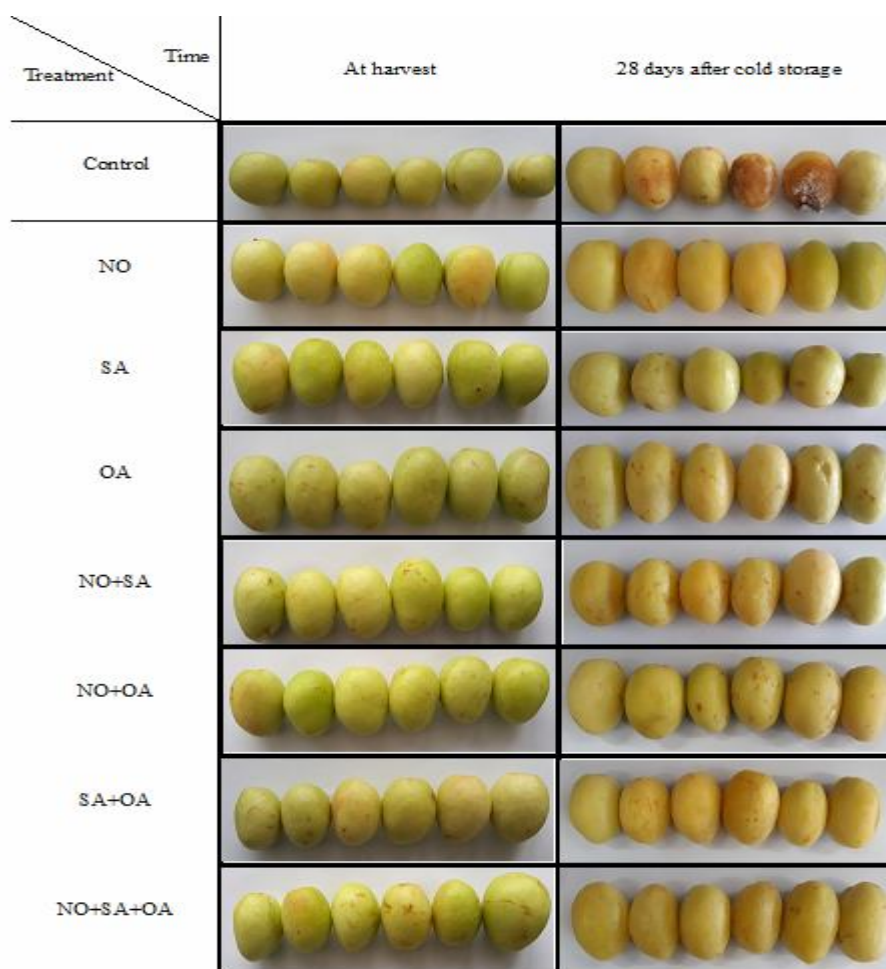 Time
Treatment
At harvest
28 days after cold storage
Control
NO
SA
OA
NO+SA
NO+OA
SA+OA
NO+SA+OA